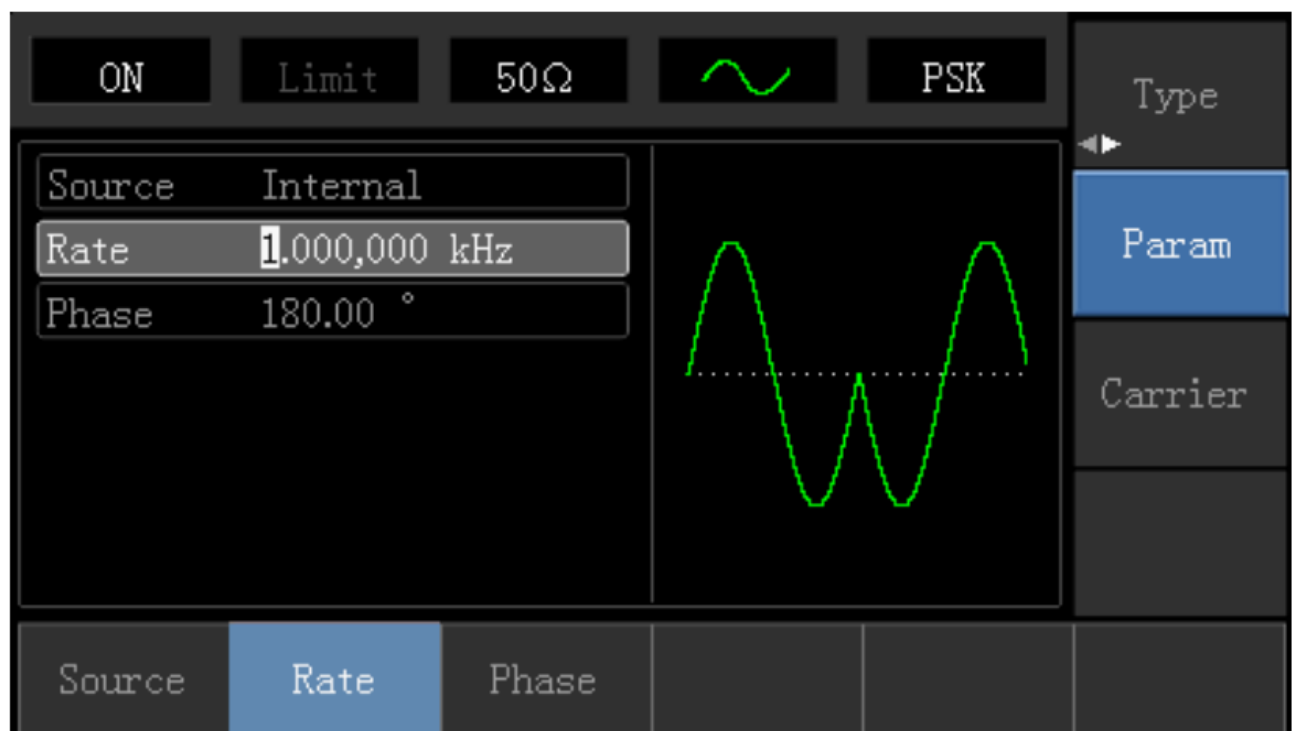 ON Limit 50Ω PSK
Type
Source Internal
Rate 1.000,000 kHz
Param
Phase 180.00 °
Carrier
Source Rate Phase